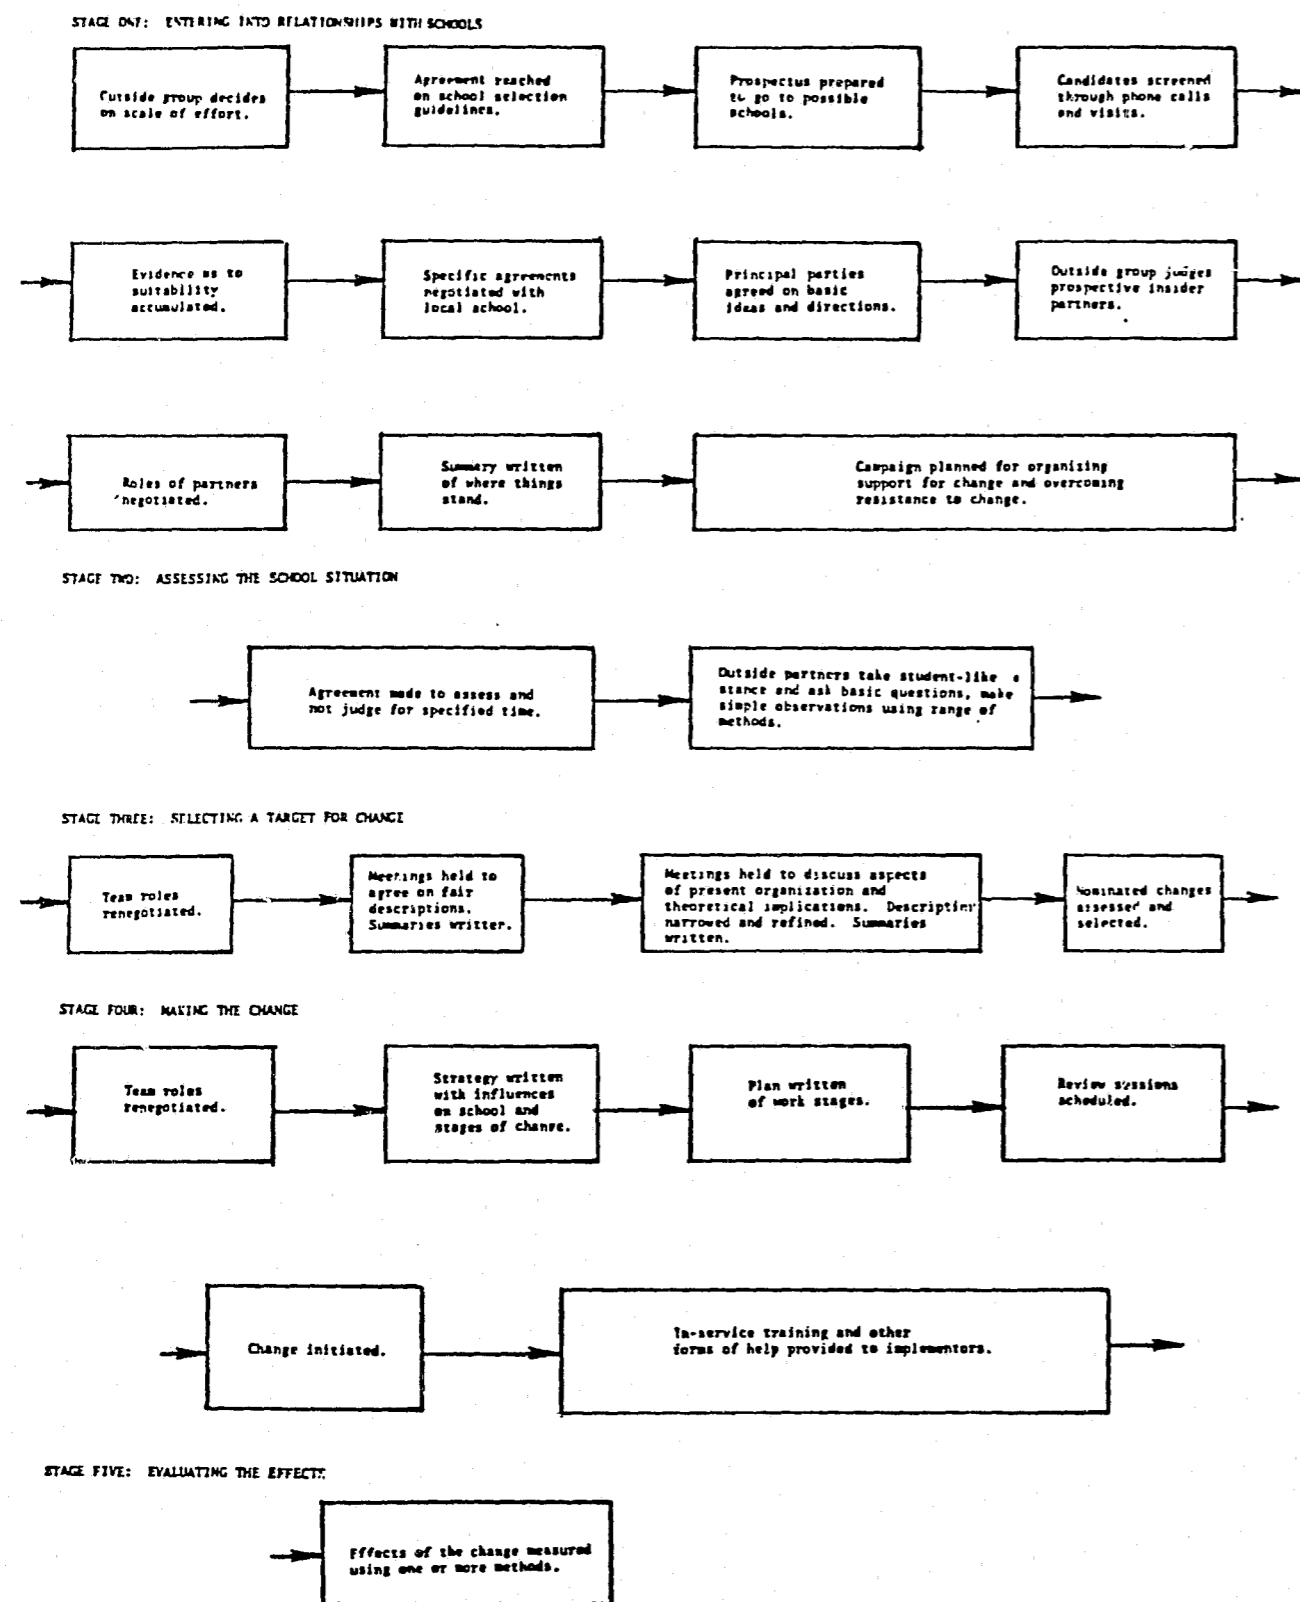 STAGE ONE: ENTERING INTO RELATIONSHIPS WITH SCHOOLS
Outside group decides
on scale of effort.
Agreement reached
on school selection
guidelines.
Prospectus prepared
to go to possible
schools.
Candidates screened
through phone calls
and visits.
Evidence as to
suitability
accumulated.
Specific agreements
negotiated with
local school.
Principal parties
agreed on basic
ideas and directions.
Outside group judges
prospective insider
partners.
Roles of partners
negotiated.
Summary written
of where things
stand.
Campaign planned for organizing
support for change and overcoming
resistance to change.
STAGE TWO: ASSESSING THE SCHOOL SITUATION
Agreement made to assess and
not judge for specified time.
Outside partners take student-like
stance and ask basic questions, make
simple observations using range of
methods.
STAGE THREE: SELECTING A TARGET FOR CHANGE
Team roles
renegotiated.
Meetings held to
agree on fair
descriptions.
Summaries written.
Meetings held to discuss aspects
of present organization and
theoretical implications. Description
narrowed and refined. Summaries
written.
Nominated changes
assessed and
selected.
STAGE FOUR: MAKING THE CHANGE
Team roles
renegotiated.
Strategy written
with influences
on school and
stages of change.
Plan written
of work stages.
Review sessions
scheduled.
Change initiated.
In-service training and other
forms of help provided to implementors.
STAGE FIVE: EVALUATING THE EFFECTS
Effects of the change measured
using one or more methods.